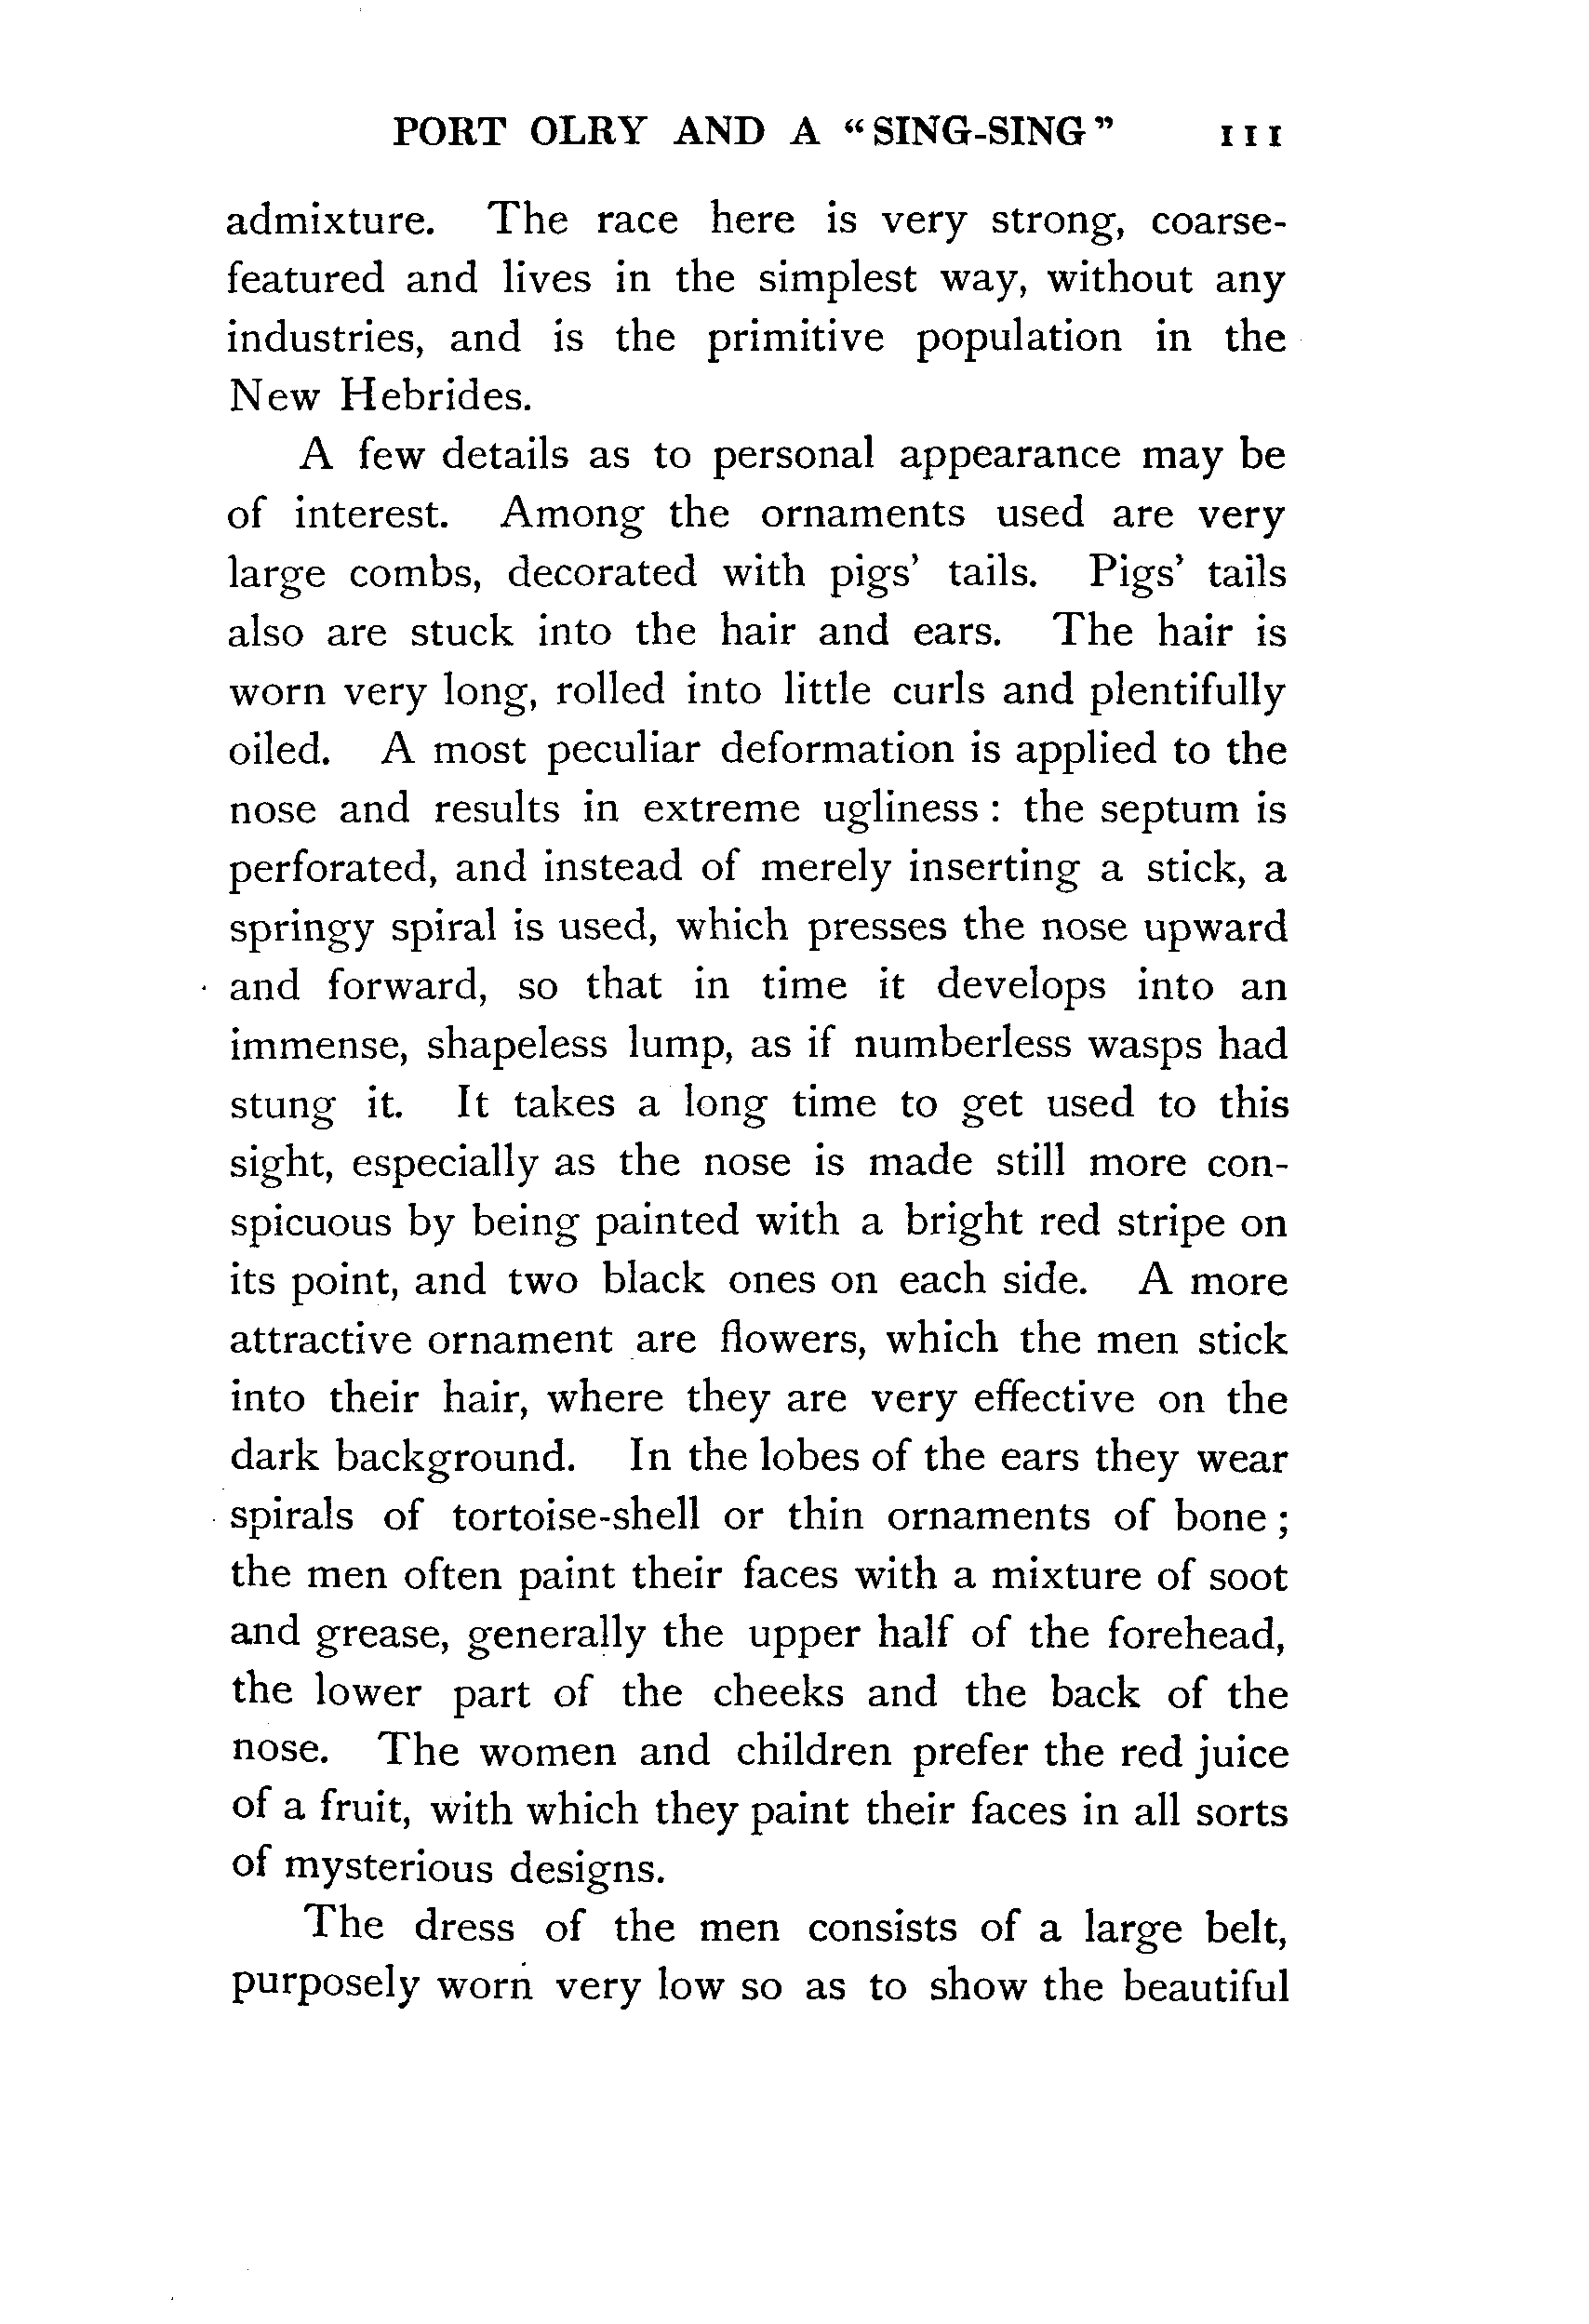 PORT OLRY AND A "SING-SING" 111
admixture. The race here is very strong, coarse-
featured and lives in the simplest way, without any
industries, and is the primitive population in the
New Hebrides.
A few details as to personal appearance may be
of interest. Among the ornaments used are very
large combs, decorated with pigs' tails. Pigs' tails
also are stuck into the hair and ears. The hair is
worn very long, rolled into little curls and plentifully
oiled. A most peculiar deformation is applied to the
nose and results in extreme ugliness : the septum is
perforated, and instead of merely inserting a stick, a
springy spiral is used, which presses the nose upward
and forward, so that in time it develops into an
immense, shapeless lump, as if numberless wasps had
stung it. It takes a long time to get used to this
sight, especially as the nose is made still more con-
spicuous by being painted with a bright red stripe on
its point, and two black ones on each side. A more
attractive ornament are flowers, which the men stick
into their hair, where they are very effective on the
dark background. In the lobes of the ears they wear
spirals of tortoise-shell or thin ornaments of bone ;
the men often paint their faces with a mixture of soot
and grease, generally the upper half of the forehead,
the lower part of the cheeks and the back of the
nose. The women and children prefer the red juice
of a fruit, with which they paint their faces in all sorts
of mysterious designs.
The dress of the men consists of a large belt,
purposely worn very low so as to show the beautiful